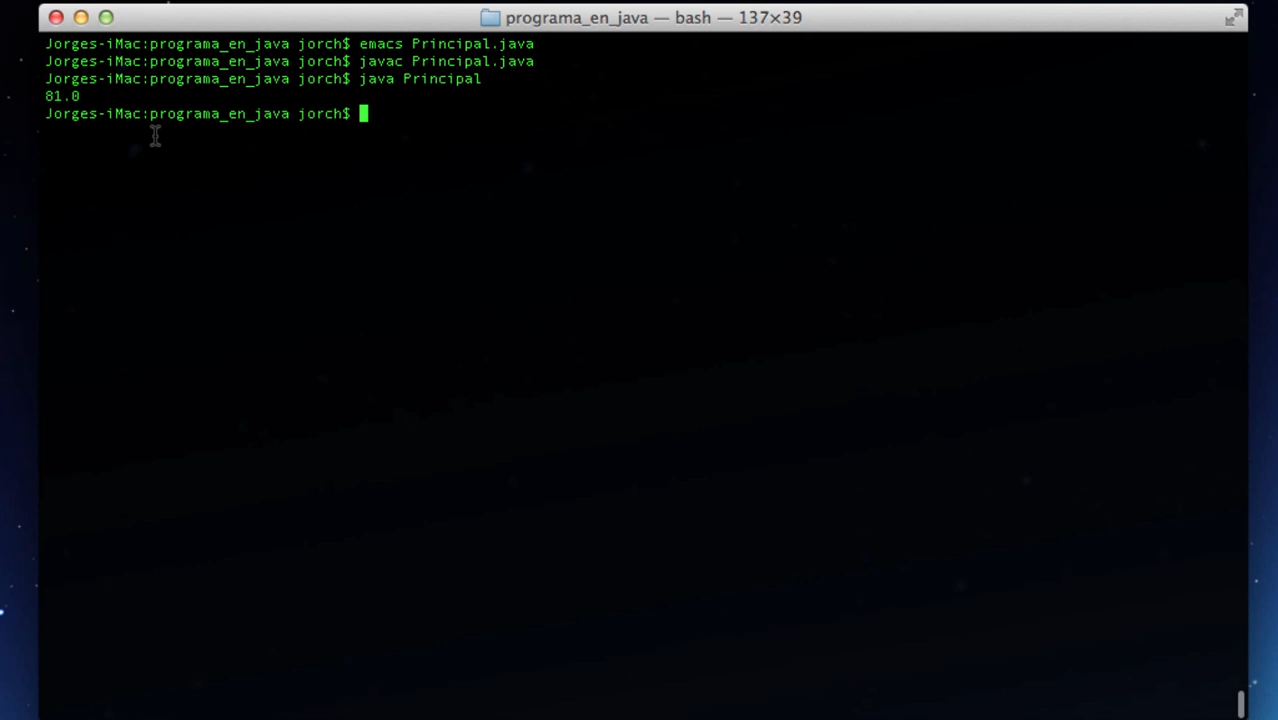 programa_en_java — bash — 137×39
Jorges-iMac:programa_en_java jorch$ emacs Principal.java
Jorges-iMac:programa_en_java jorch$ javac Principal.java
Jorges-iMac:programa_en_java jorch$ java Principal
81.0
Jorges-iMac:programa_en_java jorch$